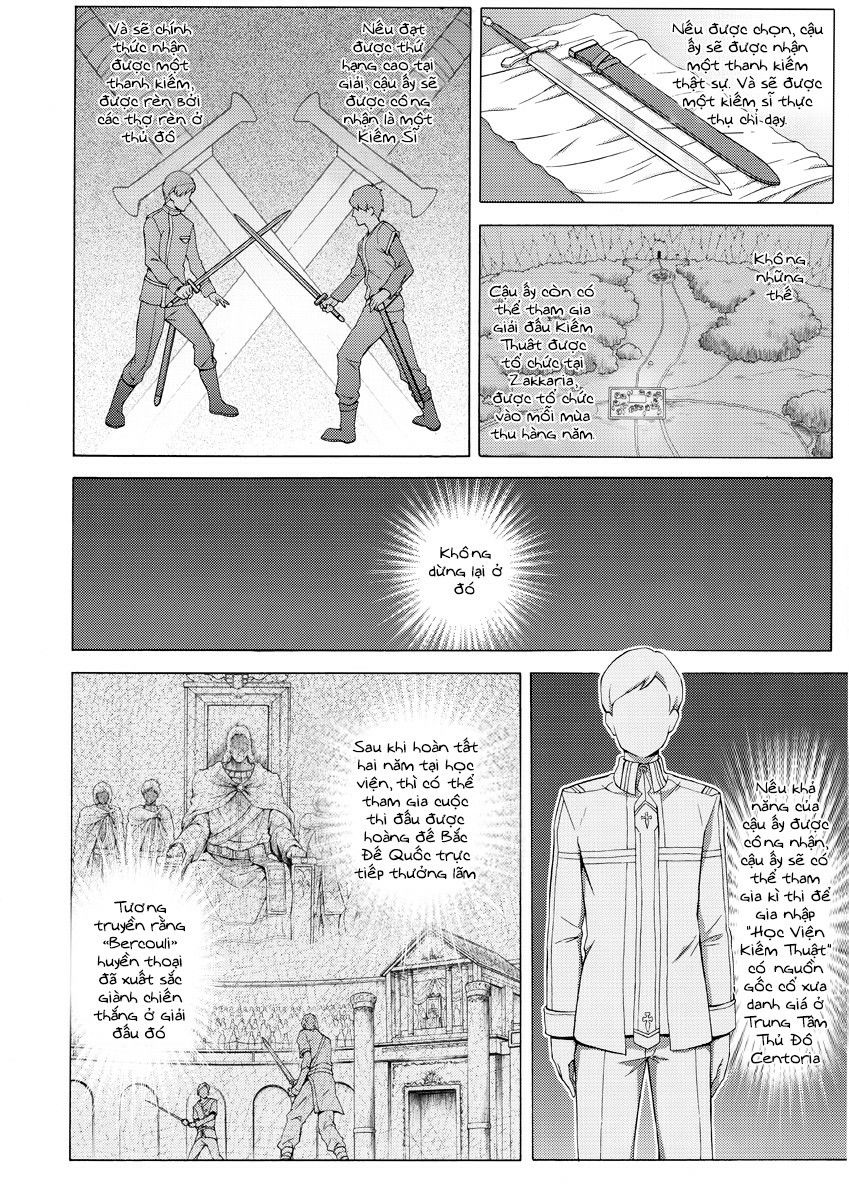 Nếu được chọn, cậu
ấy sẽ được nhận
một thanh kiếm
thật sự. Và sẽ được
một kiếm sĩ thực
thụ chỉ dạy.
Không
những
thế
Cậu ấy còn có
thể tham gia
giải đấu Kiếm
Thuật được
tổ chức tại
Zakkaria,
được tổ chức
vào mỗi mùa
thu hàng năm.
Nếu đạt
được thứ
hạng cao tại
giải, cậu ấy sẽ
được công
nhận là một
Kiếm Sĩ
Và sẽ chính
thức nhận
được một
thanh kiếm,
được rèn bởi
các thợ rèn ở
thủ đô
Không
dừng lại ở
đó
Nếu khả
năng của
cậu ấy được
công nhận,
cậu ấy sẽ có
thể tham
gia kì thi để
gia nhập
"Học Viện
Kiếm Thuật"
có nguồn
gốc cổ xưa
danh giá ở
Trung Tâm
Thủ Đô
Centoria
Sau khi hoàn tất
hai năm tại học
viện, thì có thể
tham gia cuộc
thi đấu được
hoàng đế Bắc
Đế Quốc trực
tiếp thưởng lãm
Tương
truyền rằng
«Bercouli»
huyền thoại
đã xuất sắc
giành chiến
thắng ở Giải
đấu đó